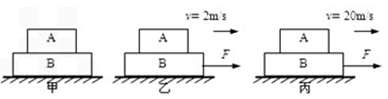 v= 2m/s v= 20m/s
A A A
B B F B F
甲 乙 丙